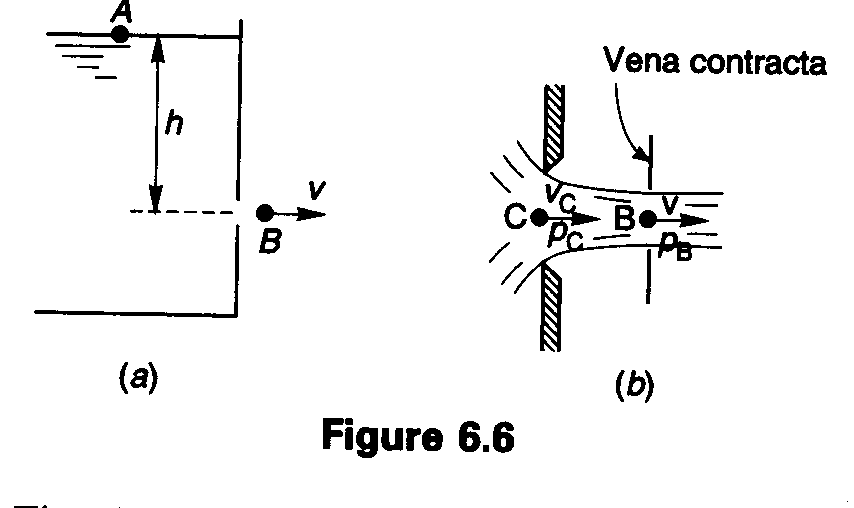 A
h
v
B
(a)
Vena contracta
C
v_C
p_C
B
v
p_B
(b)
Figure 6.6